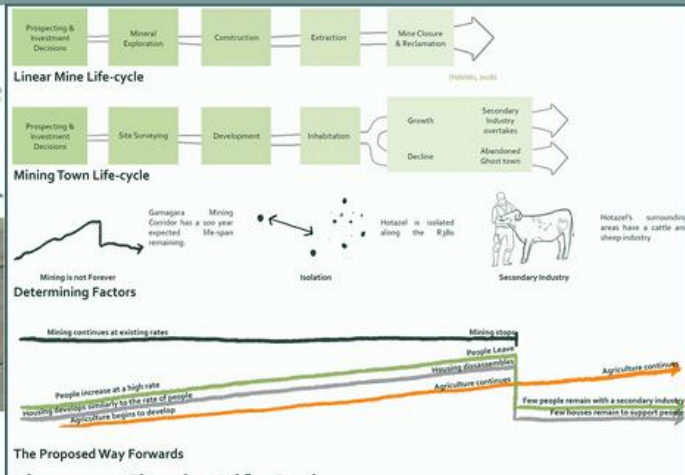 Prospecting &
Investment
Decisions
Mineral
Exploration
Construction
Extraction
Mine Closure
& Reclamation
Linear Mine Life-cycle
Prospecting &
Investment
Decisions
Site Surveying
Development
Inhabitation
Growth
Secondary
Industry
overtakes
Decline
Abandoned
Ghost town
Mining Town Life-cycle
Gamagara Mining
Corridor has a 100 year
expected life-span
remaining.
Hotazel is isolated
along the R380
Hotazel's surrounding
areas have a cattle and
sheep industry
Mining is not Forever
Isolation
Secondary Industry
Determining Factors
Mining continues at existing rates
Mining stops
People Leave
Housing dissassembles
Agriculture continues
Agriculture continues
People increase at a high rate
Housing develops similarly to the rate of people
Agriculture begins to develop
Few people remain with a secondary industry
Few houses remain to support people
The Proposed Way Forwards